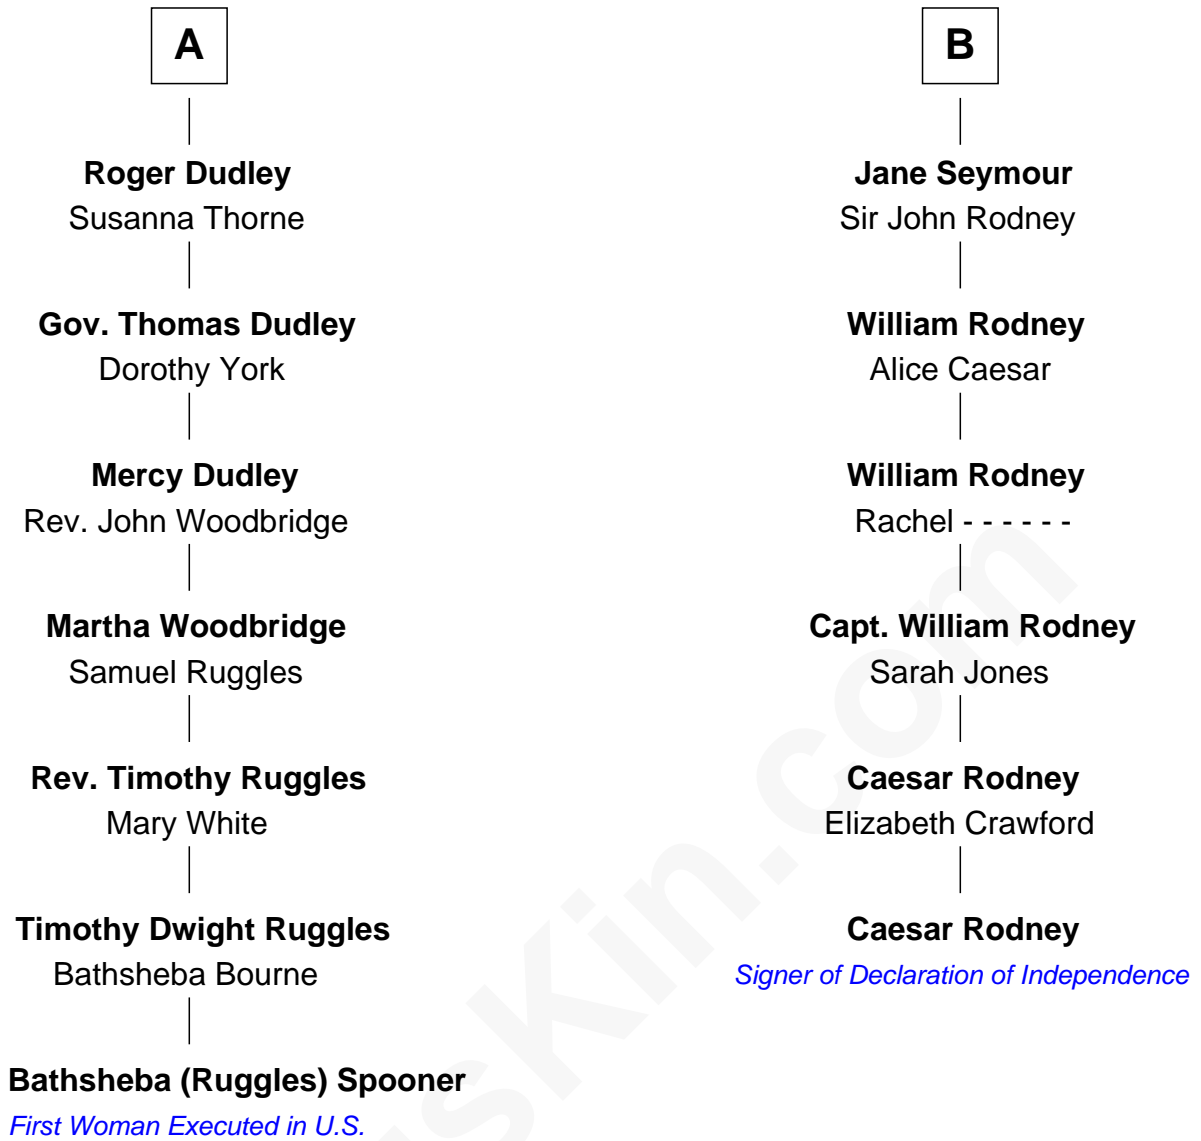 A
Roger Dudley
Susanna Thorne
Gov. Thomas Dudley
Dorothy York
Mercy Dudley
Rev. John Woodbridge
Martha Woodbridge
Samuel Ruggles
Rev. Timothy Ruggles
Mary White
Timothy Dwight Ruggles
Bathsheba Bourne
Bathsheba (Ruggles) Spooner
First Woman Executed in U.S.
B
Jane Seymour
Sir John Rodney
William Rodney
Alice Caesar
William Rodney
Rachel - - - - - -
Capt. William Rodney
Sarah Jones
Caesar Rodney
Elizabeth Crawford
Caesar Rodney
Signer of Declaration of Independence